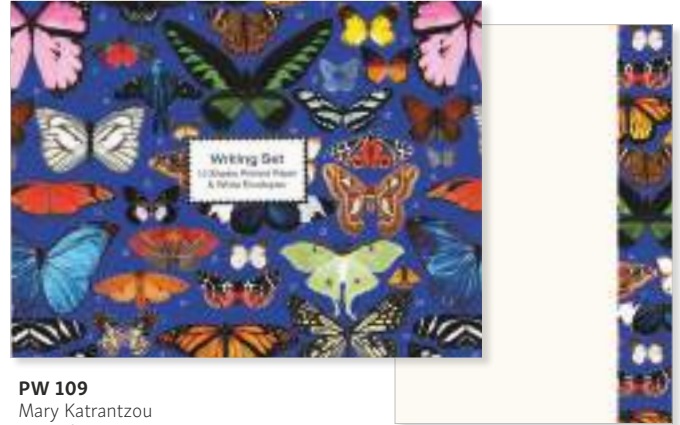 Writing Set
12 Sheets Printed Paper
& White Envelopes
PW 109
Mary Katrantzou